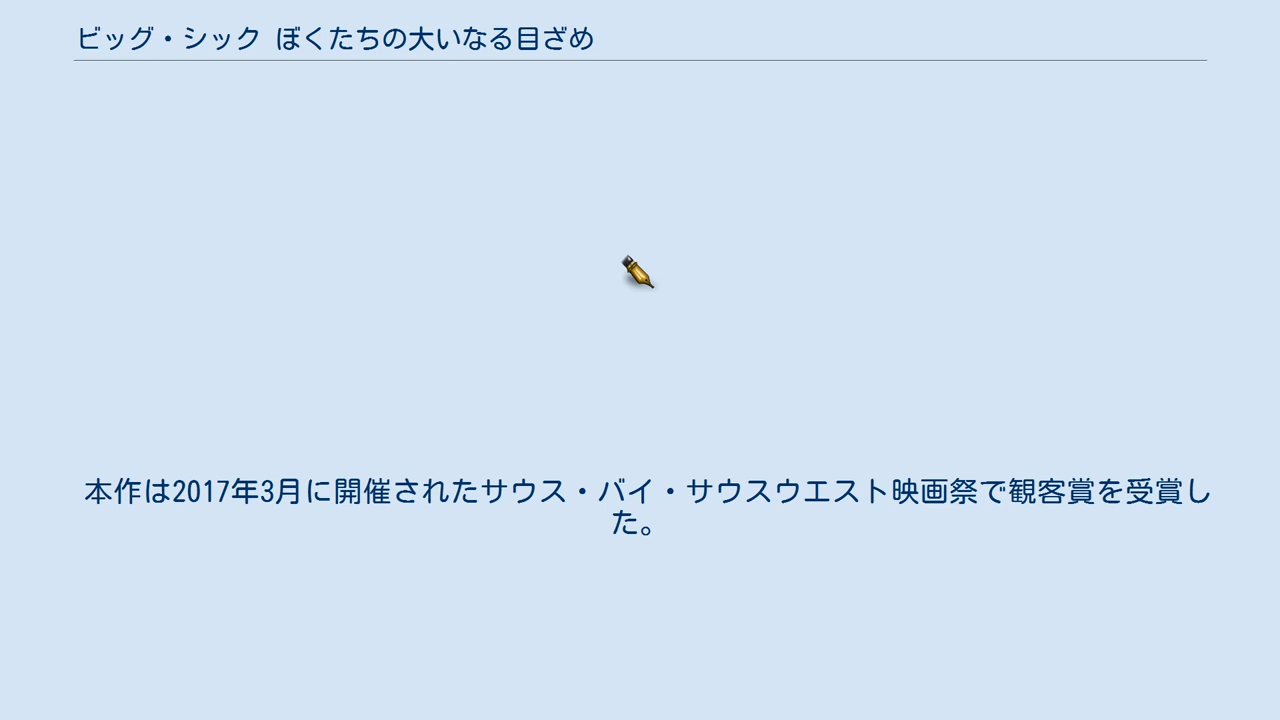 ビッグ・シック ぼくたちの大いなる目ざめ
本作は2017年3月に開催されたサウス・バイ・サウスウエスト映画祭で観客賞を受賞し
た。